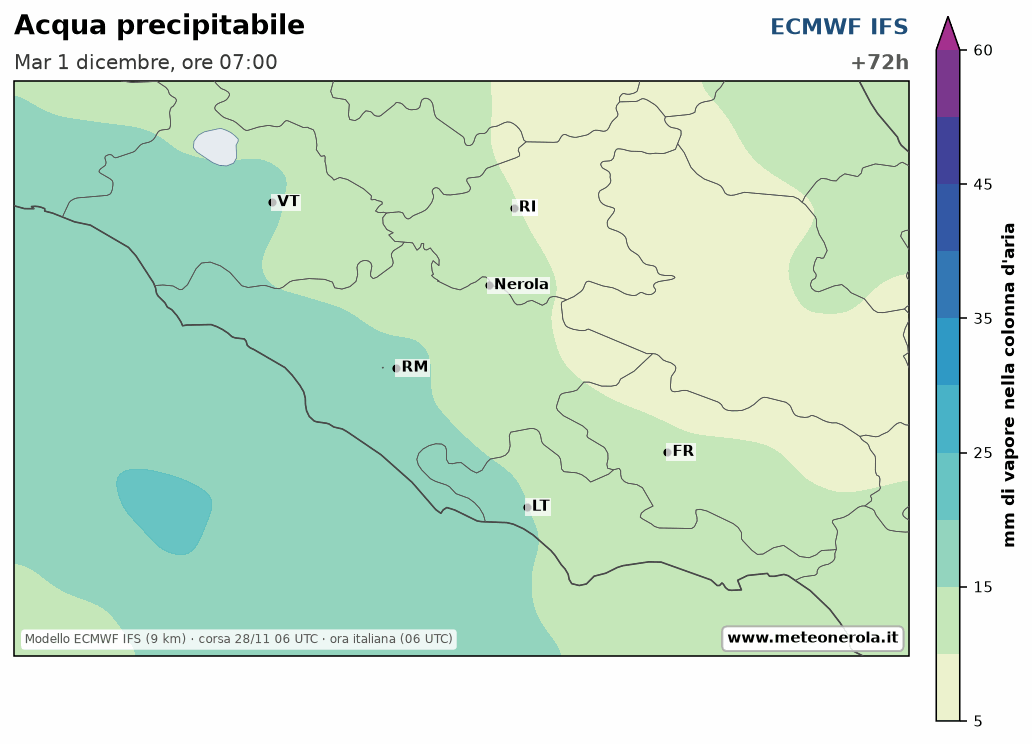 Acqua precipitabile
ECMWF IFS
Mar 1 dicembre, ore 07:00
+72h
60
45
35
25
15
5
mm di vapore nella colonna d'aria
VT
RI
Nerola
RM
FR
LT
Modello ECMWF IFS (9 km) · corsa 28/11 06 UTC · ora italiana (06 UTC)
www.meteonerola.it